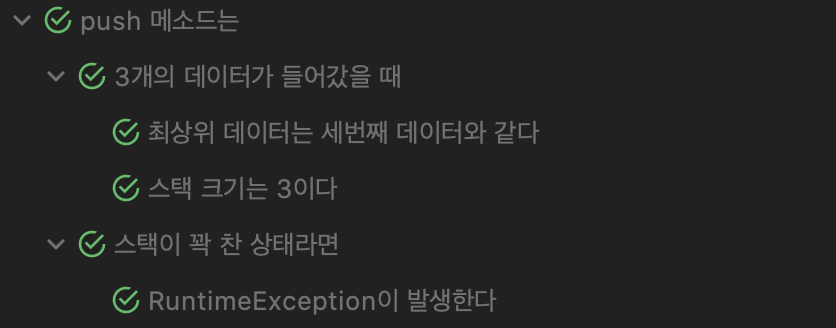 push 메소드는
3개의 데이터가 들어갔을 때
최상위 데이터는 세번째 데이터와 같다
스택 크기는 3이다
스택이 꽉 찬 상태라면
RuntimeException이 발생한다